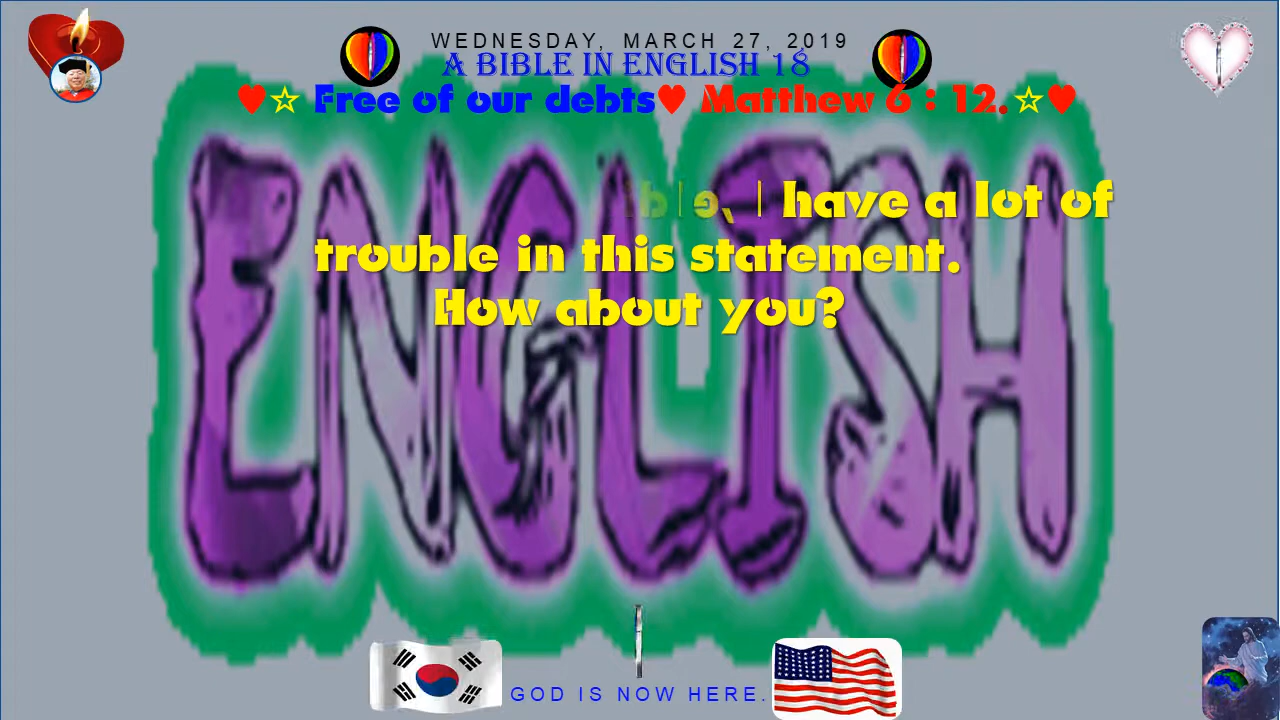 WEDNESDAY, MARCH 27, 2019
A BIBLE IN ENGLISH 18
♥☆ Free of our debts♥ Matthew 6 : 12.☆♥
I have a lot of
trouble in this statement.
How about you?
ENGLISH
GOD IS NOW HERE.